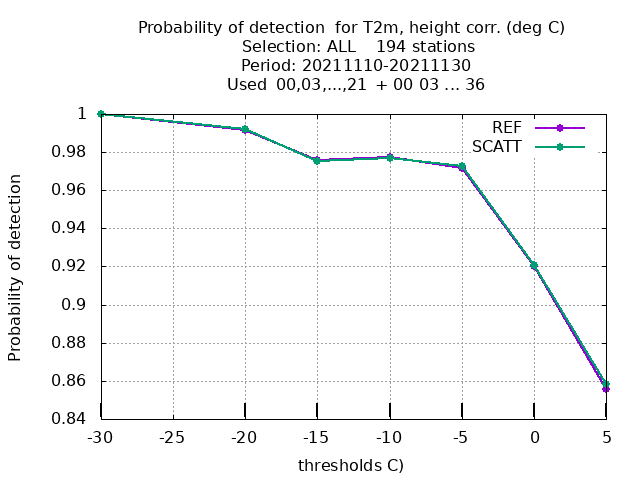 Probability of detection  for T2m, height corr. (deg C)
Selection: ALL    194 stations
Period: 20211110-20211130
Used  00,03,...,21  + 00 03 ... 36
REF
SCATT
Probability of detection
1
0.98
0.96
0.94
0.92
0.9
0.88
0.86
0.84
-30 -25 -20 -15 -10 -5 0 5
thresholds C)